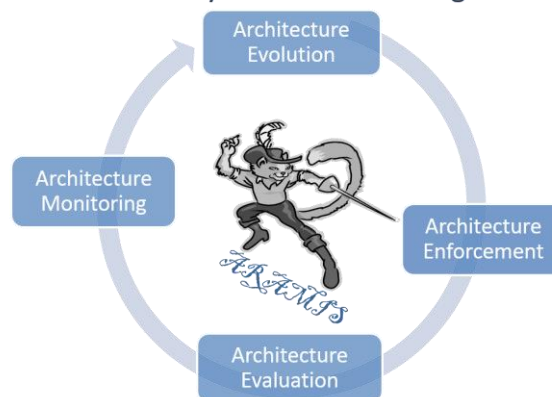 Architecture
Evolution
Architecture
Monitoring
Architecture
Enforcement
ARAMIS
Architecture
Evaluation